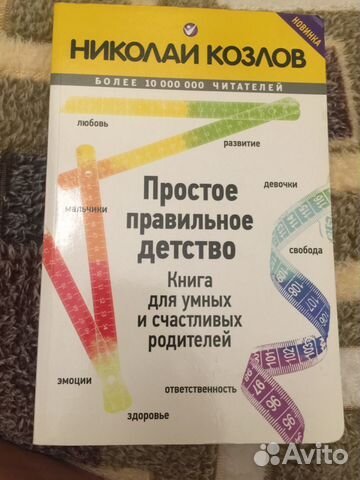 НОВИНКА
НИКОЛАЙ КОЗЛОВ
БОЛЕЕ 10 000 000 ЧИТАТЕЛЕЙ
любовь
развитие
девочки
мальчики
свобода
Простое
правильное
детство
Книга
для умных
и счастливых
родителей
эмоции
ответственность
здоровье
Avito